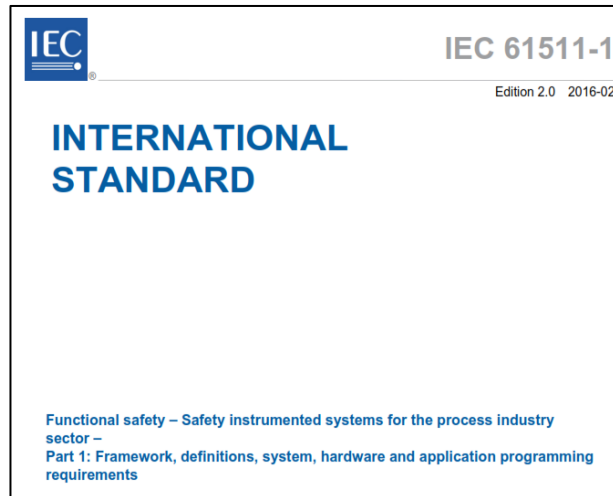 IEC
®
IEC 61511-1
Edition 2.0 2016-02
INTERNATIONAL
STANDARD
Functional safety – Safety instrumented systems for the process industry
sector –
Part 1: Framework, definitions, system, hardware and application programming
requirements